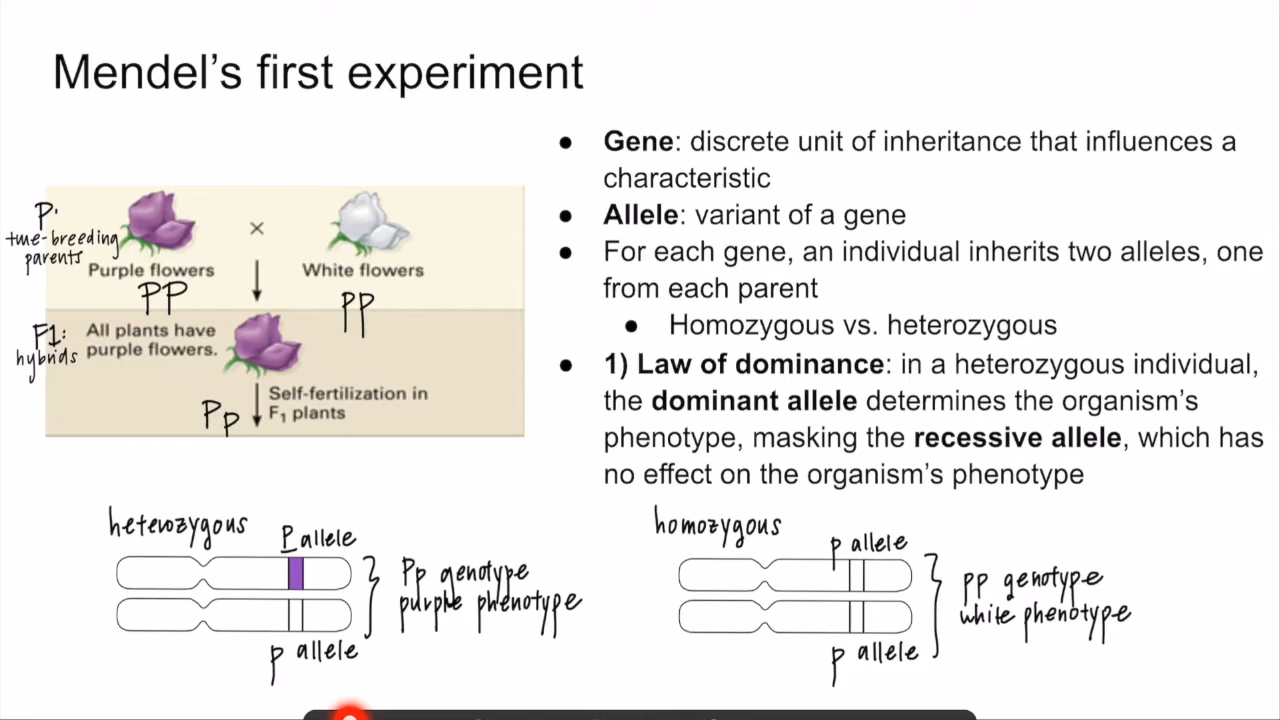 Mendel's first experiment
P:
true-breeding
parents
×
Purple flowers
White flowers
PP
pp
F1:
hybrids
All plants have
purple flowers.
Self-fertilization in
F1 plants
Pp
● Gene: discrete unit of inheritance that influences a
characteristic
● Allele: variant of a gene
● For each gene, an individual inherits two alleles, one
from each parent
● Homozygous vs. heterozygous
● 1) Law of dominance: in a heterozygous individual,
the dominant allele determines the organism's
phenotype, masking the recessive allele, which has
no effect on the organism's phenotype
heterozygous
P allele
Pp genotype
purple phenotype
p allele
homozygous
p allele
pp genotype
white phenotype
p allele